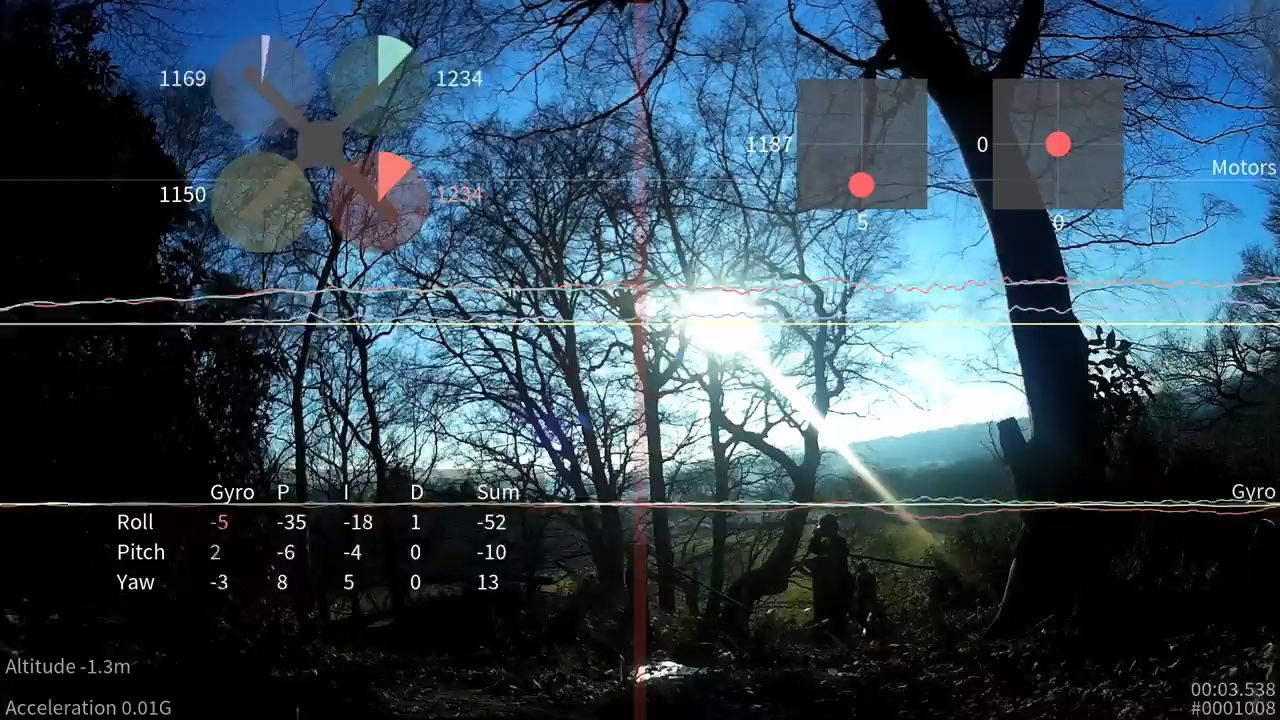 1169 1234
1187 0
Motors
1150 1234
5 0
Gyro P I D Sum
Gyro
Roll -5 -35 -18 1 -52
Pitch 2 -6 -4 0 -10
Yaw -3 8 5 0 13
Altitude -1.3m
Acceleration 0.01G
00:03.538
#0001008